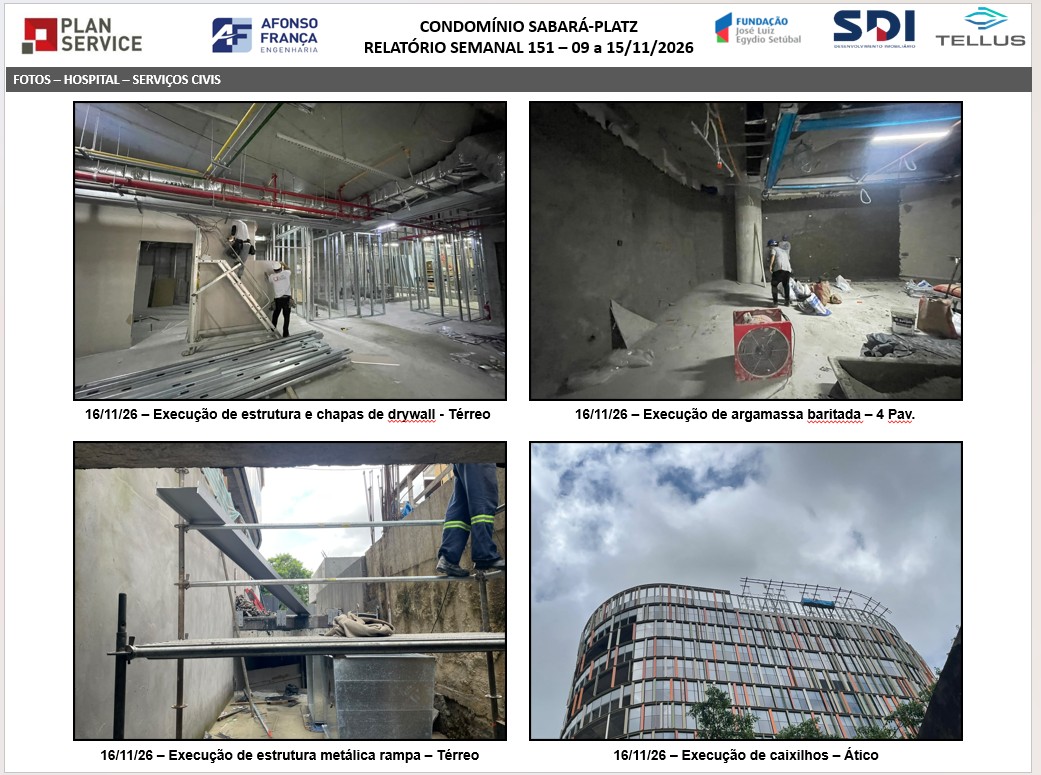 PLAN
SERVICE
AFONSO
FRANÇA
ENGENHARIA
CONDOMÍNIO SABARÁ-PLATZ
RELATÓRIO SEMANAL 151 – 09 a 15/11/2026
FUNDAÇÃO
José Luiz
Egydio Setúbal
SDI
DESENVOLVIMENTO IMOBILIÁRIO
TELLUS
FOTOS – HOSPITAL – SERVIÇOS CIVIS
16/11/26 – Execução de estrutura e chapas de drywall - Térreo
16/11/26 – Execução de argamassa baritada – 4 Pav.
16/11/26 – Execução de estrutura metálica rampa – Térreo
16/11/26 – Execução de caixilhos – Ático